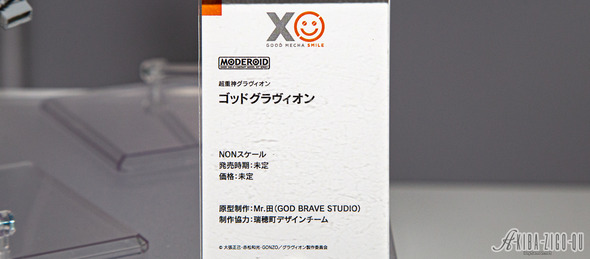 XO
GOOD MECHA SMILE
MODEROID
超重神グラヴィオン
ゴッドグラヴィオン
NONスケール
発売時期：未定
価格：未定
原型制作：Mr.田（GOD BRAVE STUDIO）
制作協力：瑞穂町デザインチーム
© 大張正己・赤松和光・GONZO／グラヴィオン製作委員会
AKIBA-ZIGO-KU